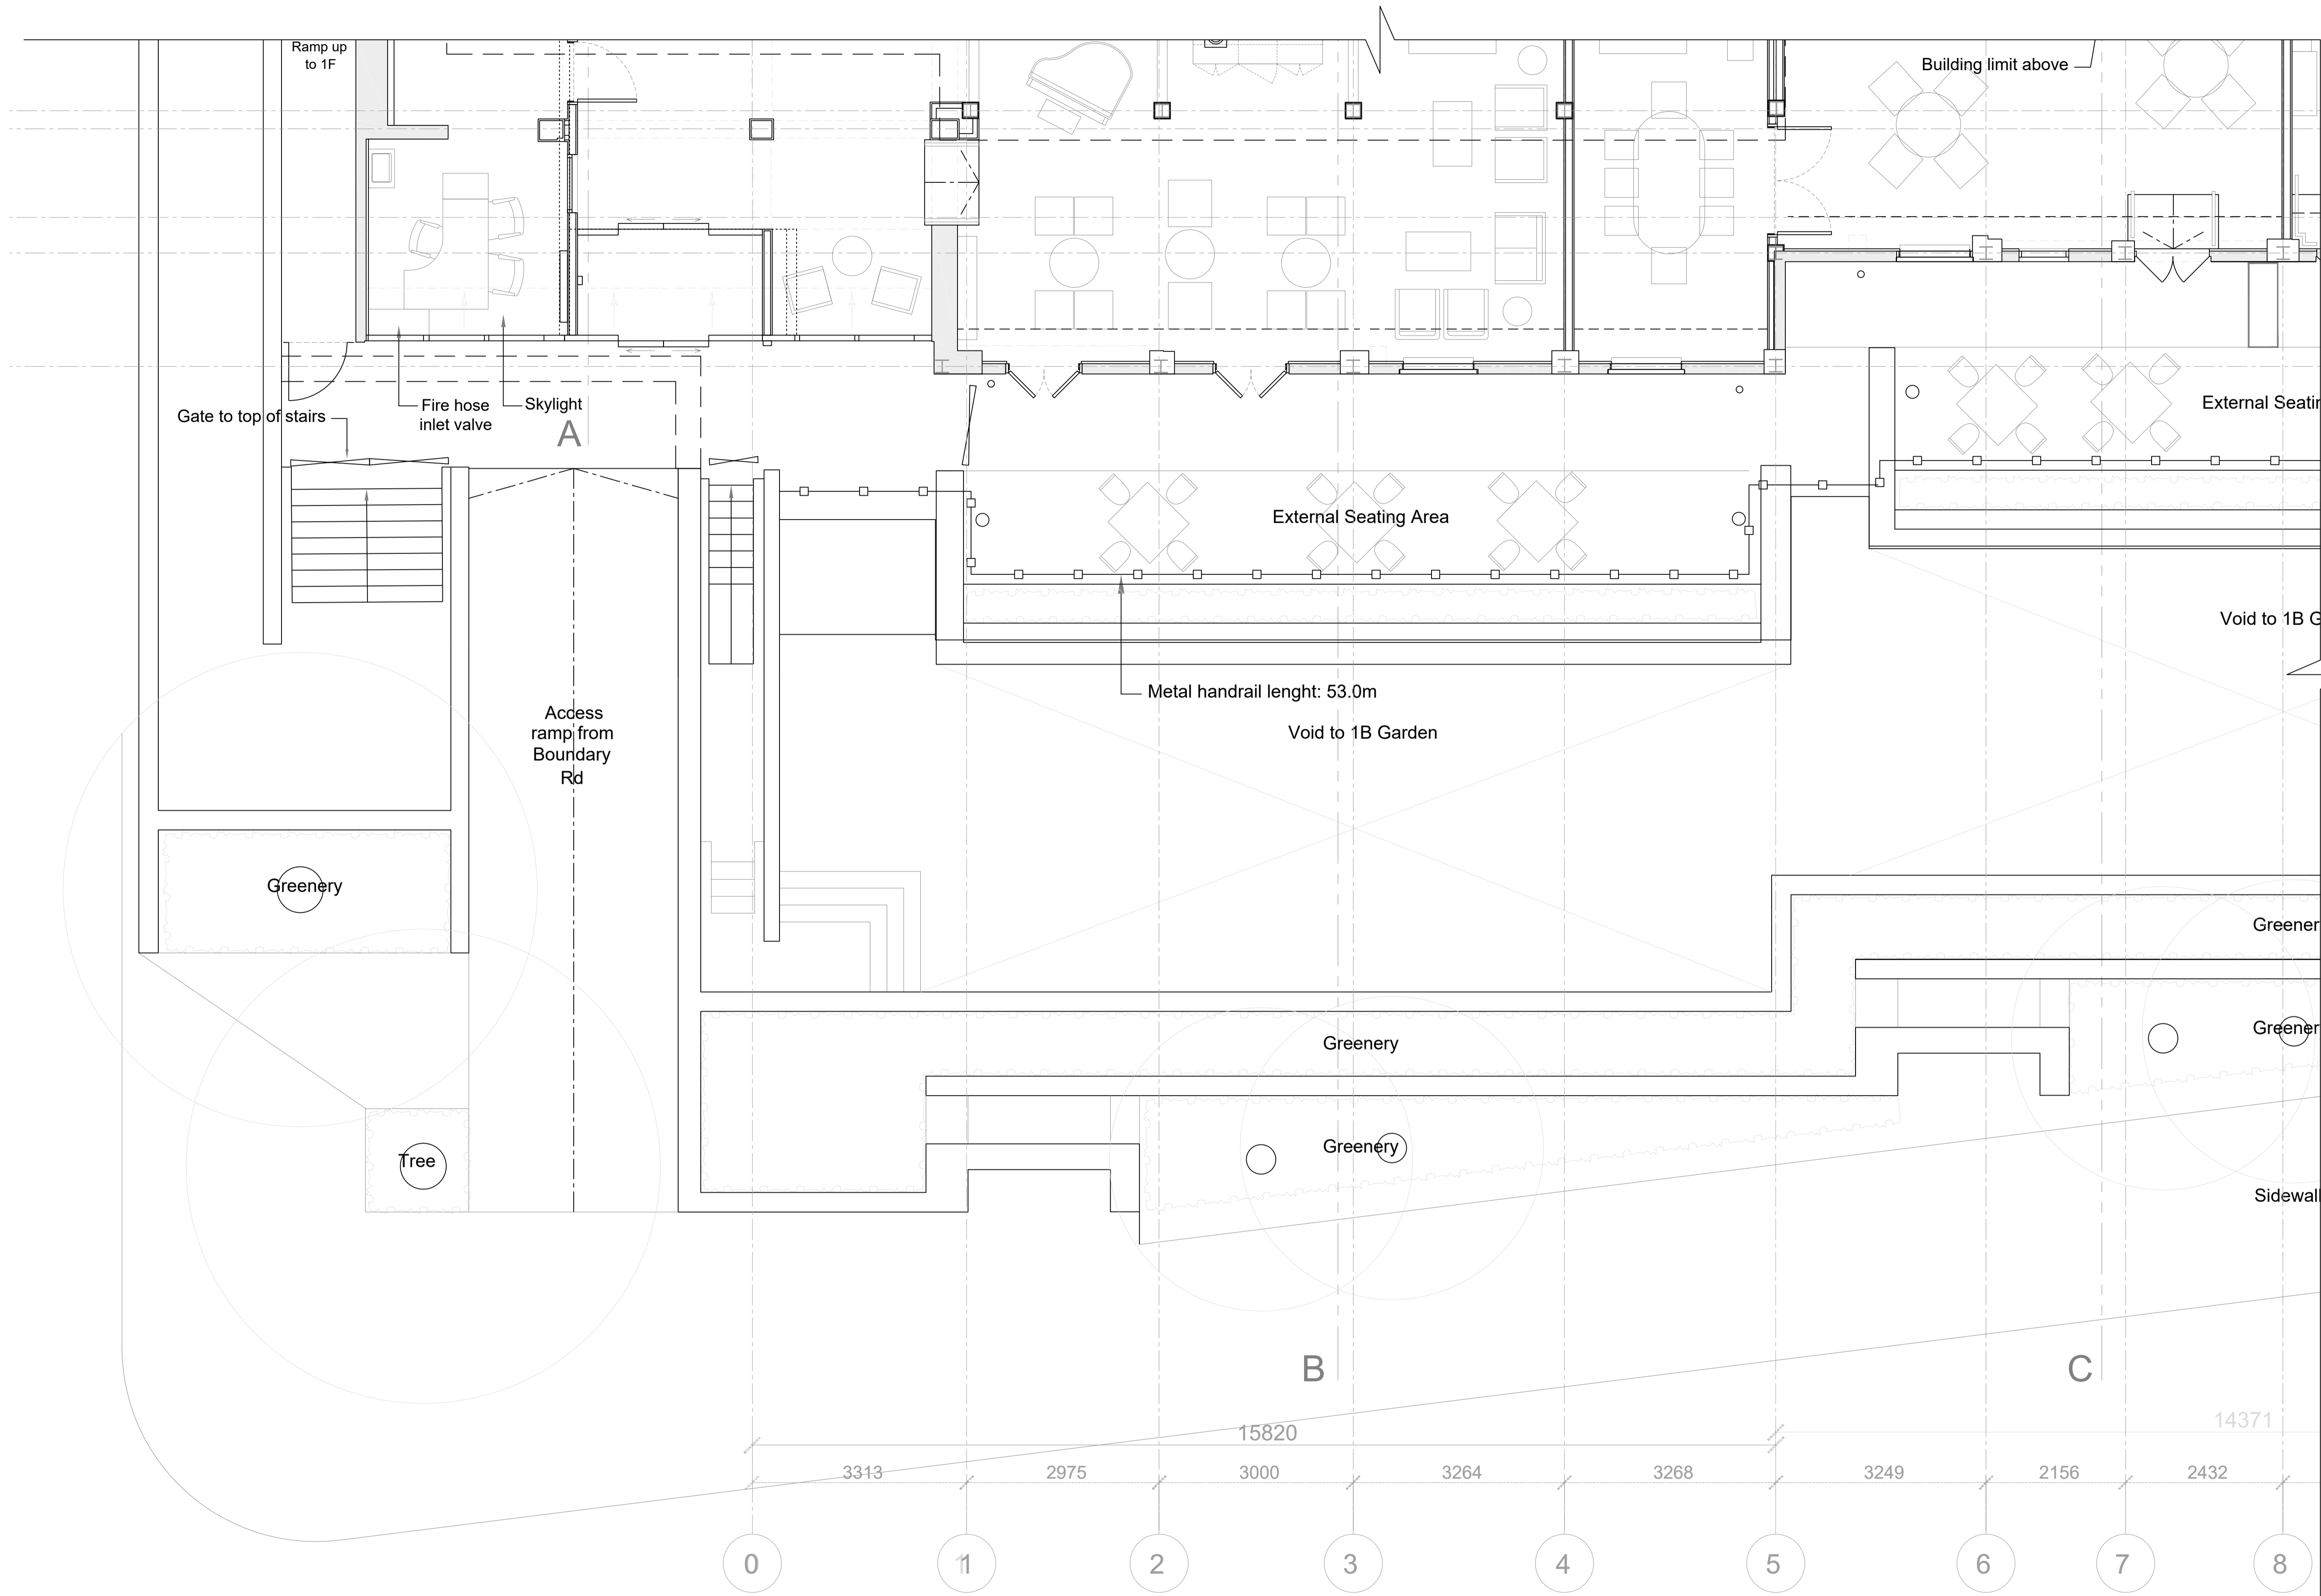 Ramp up
to 1F
Building limit above
Gate to top of stairs
Fire hose
inlet valve
Skylight
A
External Seatin
External Seating Area
Void to 1B G
Metal handrail lenght: 53.0m
Void to 1B Garden
Access
ramp from
Boundary
Rd
Greenery
Greener
Greenery
Greener
Greenery
Tree
Sidewal
B
C
15820
14371
3313
2975
3000
3264
3268
3249
2156
2432
0
1
2
3
4
5
6
7
8